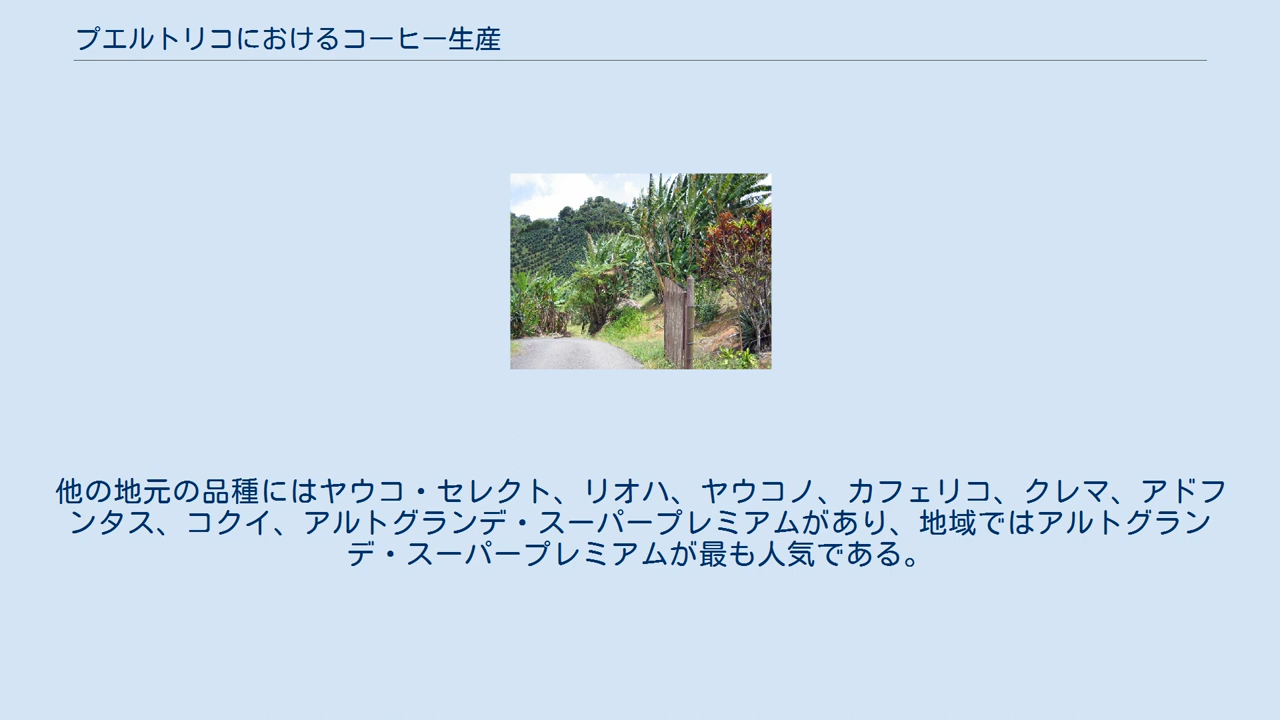 プエルトリコにおけるコーヒー生産
他の地元の品種にはヤウコ・セレクト、リオハ、ヤウコノ、カフェリコ、クレマ、アドフ
ンタス、コクイ、アルトグランデ・スーパープレミアムがあり、地域ではアルトグラン
デ・スーパープレミアムが最も人気である。